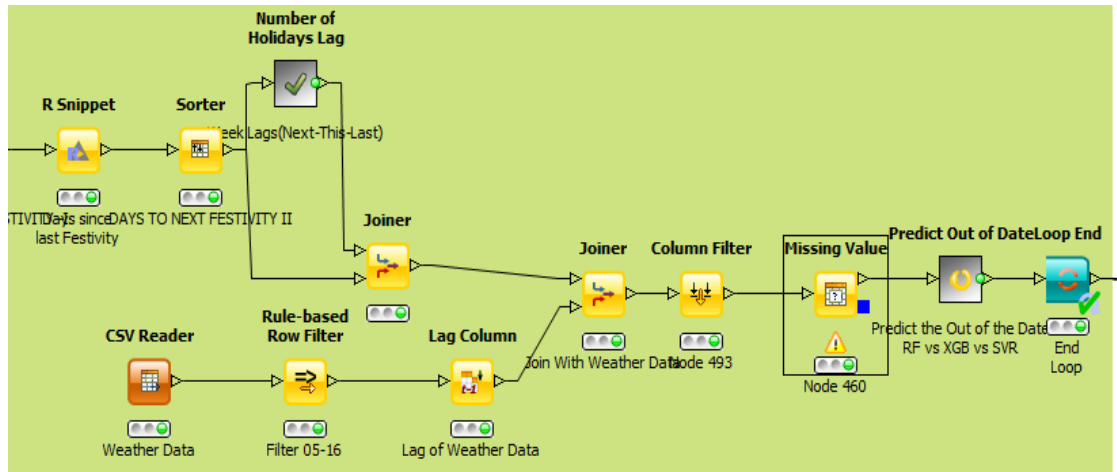 Number of
Holidays Lag
R Snippet
Sorter
Week Lags(Next-This-Last)
Days since
last Festivity
DAYS TO NEXT FESTIVITY II
Joiner
Joiner
Column Filter
Missing Value
Predict Out of Date
Loop End
CSV Reader
Rule-based
Row Filter
Lag Column
Join With Weather Data
Node 493
Predict the Out of the Date
RF vs XGB vs SVR
End
Loop
Node 460
Weather Data
Filter 05-16
Lag of Weather Data